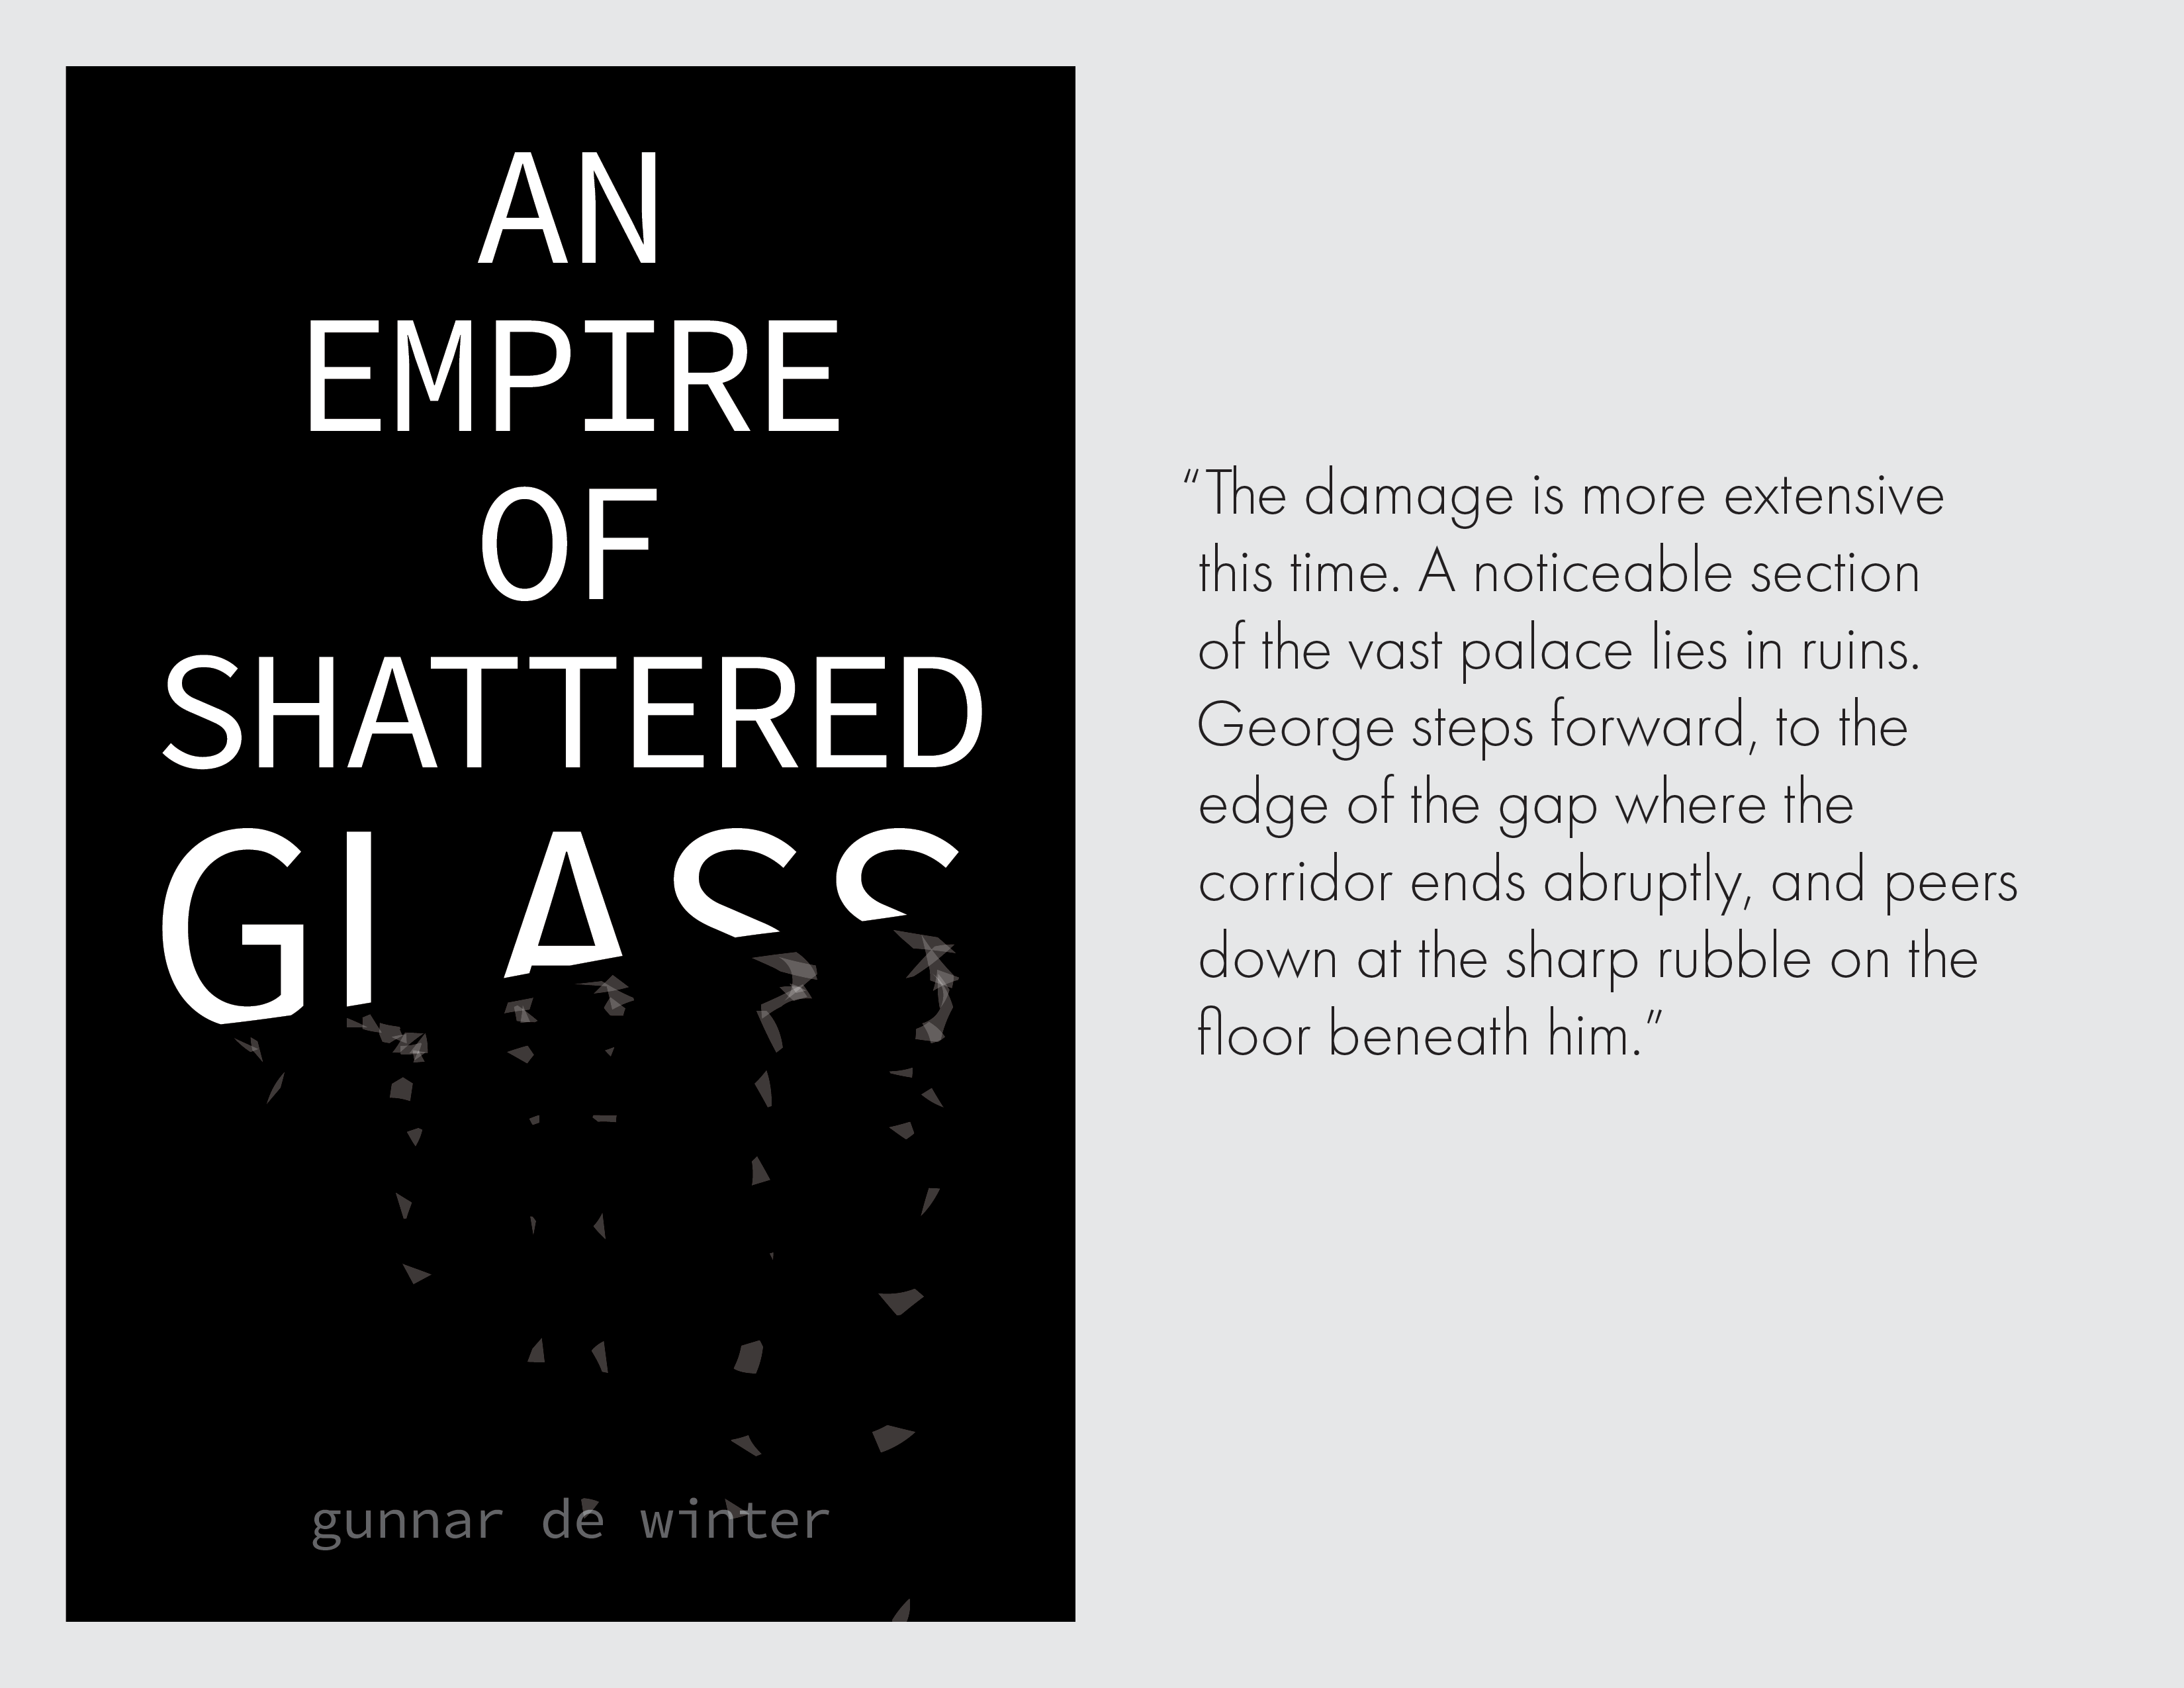 AN
EMPIRE
OF
SHATTERED
GLASS
gunnar de winter
“The damage is more extensive
this time. A noticeable section
of the vast palace lies in ruins.
George steps forward, to the
edge of the gap where the
corridor ends abruptly, and peers
down at the sharp rubble on the
floor beneath him.”